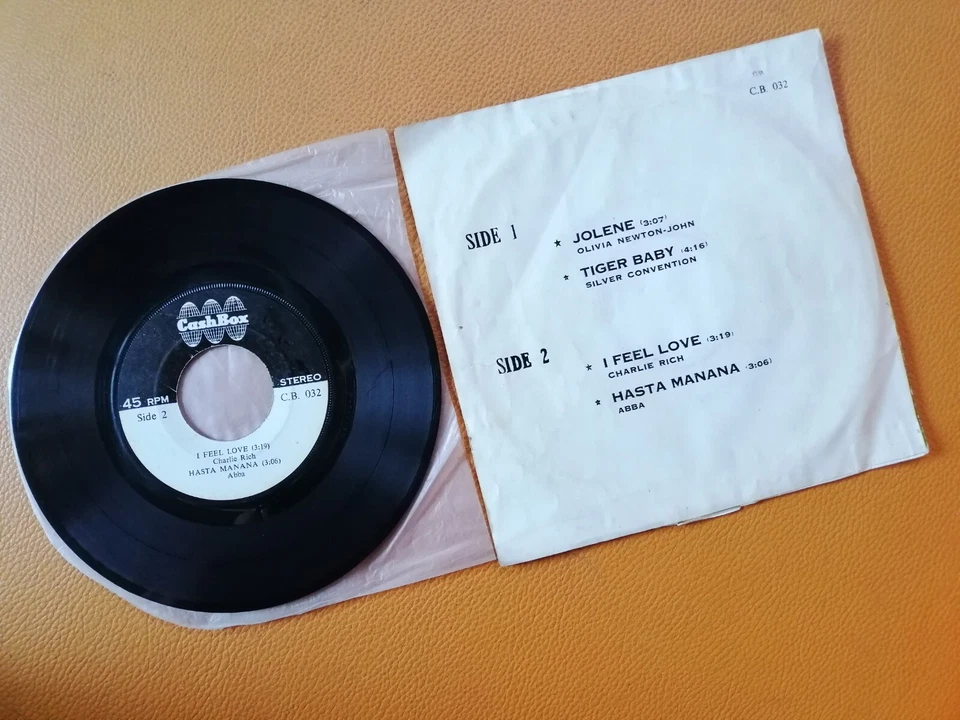 CashBox
45 RPM
STEREO
Side 2
C.B. 032
I FEEL LOVE (3:19)
Charlie Rich
HASTA MANANA (3:06)
Abba
C.B. 032
SIDE 1
★ JOLENE (3:07)
OLIVIA NEWTON-JOHN
★ TIGER BABY (4:16)
SILVER CONVENTION
SIDE 2
★ I FEEL LOVE (3:19)
CHARLIE RICH
★ HASTA MANANA (3:06)
ABBA